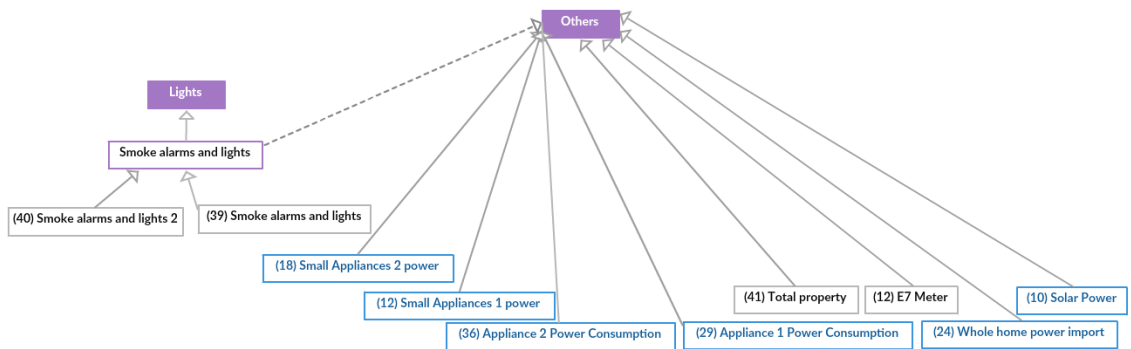 Others
Lights
Smoke alarms and lights
(40) Smoke alarms and lights 2
(39) Smoke alarms and lights
(18) Small Appliances 2 power
(12) Small Appliances 1 power
(41) Total property
(12) E7 Meter
(10) Solar Power
(36) Appliance 2 Power Consumption
(29) Appliance 1 Power Consumption
(24) Whole home power import